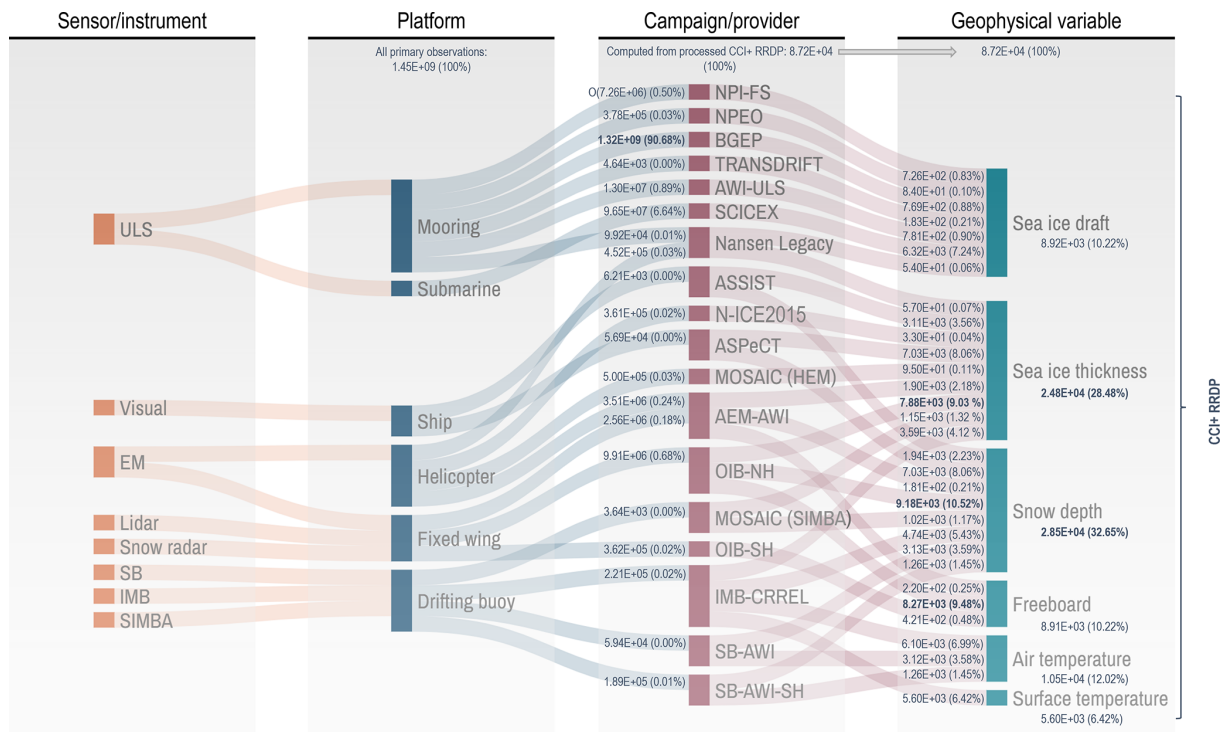 Sensor/instrument
Platform
Campaign/provider
Geophysical variable
All primary observations:
1.45E+09 (100%)
Computed from processed CCI+ RRDP: 8.72E+04
(100%)
8.72E+04 (100%)
ULS
Visual
EM
Lidar
Snow radar
SB
IMB
SIMBA
Mooring
Submarine
Ship
Helicopter
Fixed wing
Drifting buoy
O(7.26E+06) (0.50%)
NPI-FS
3.78E+05 (0.03%)
NPEO
1.32E+09 (90.68%)
BGEP
4.64E+03 (0.00%)
TRANSDRIFT
1.30E+07 (0.89%)
AWI-ULS
9.65E+07 (6.64%)
SCICEX
9.92E+04 (0.01%)
4.52E+05 (0.03%)
Nansen Legacy
6.21E+03 (0.00%)
ASSIST
3.61E+05 (0.02%)
N-ICE2015
5.69E+04 (0.00%)
ASPeCT
5.00E+05 (0.03%)
MOSAIC (HEM)
3.51E+06 (0.24%)
2.56E+06 (0.18%)
AEM-AWI
9.91E+06 (0.68%)
OIB-NH
3.64E+03 (0.00%)
MOSAIC (SIMBA)
3.62E+05 (0.02%)
OIB-SH
2.21E+05 (0.02%)
IMB-CRREL
5.94E+04 (0.00%)
SB-AWI
1.89E+05 (0.01%)
SB-AWI-SH
7.26E+02 (0.83%)
8.40E+01 (0.10%)
7.69E+02 (0.88%)
1.83E+02 (0.21%)
7.81E+02 (0.90%)
6.32E+03 (7.24%)
5.40E+01 (0.06%)
Sea ice draft
8.92E+03 (10.22%)
5.70E+01 (0.07%)
3.11E+03 (3.56%)
3.30E+01 (0.04%)
7.03E+03 (8.06%)
9.50E+01 (0.11%)
1.90E+03 (2.18%)
7.88E+03 (9.03 %)
1.15E+03 (1.32 %)
3.59E+03 (4.12 %)
Sea ice thickness
2.48E+04 (28.48%)
1.94E+03 (2.23%)
7.03E+03 (8.06%)
1.81E+02 (0.21%)
9.18E+03 (10.52%)
1.02E+03 (1.17%)
4.74E+03 (5.43%)
3.13E+03 (3.59%)
1.26E+03 (1.45%)
Snow depth
2.85E+04 (32.65%)
2.20E+02 (0.25%)
8.27E+03 (9.48%)
4.21E+02 (0.48%)
Freeboard
8.91E+03 (10.22%)
6.10E+03 (6.99%)
3.12E+03 (3.58%)
1.26E+03 (1.45%)
Air temperature
1.05E+04 (12.02%)
5.60E+03 (6.42%)
Surface temperature
5.60E+03 (6.42%)
CCI+ RRDP